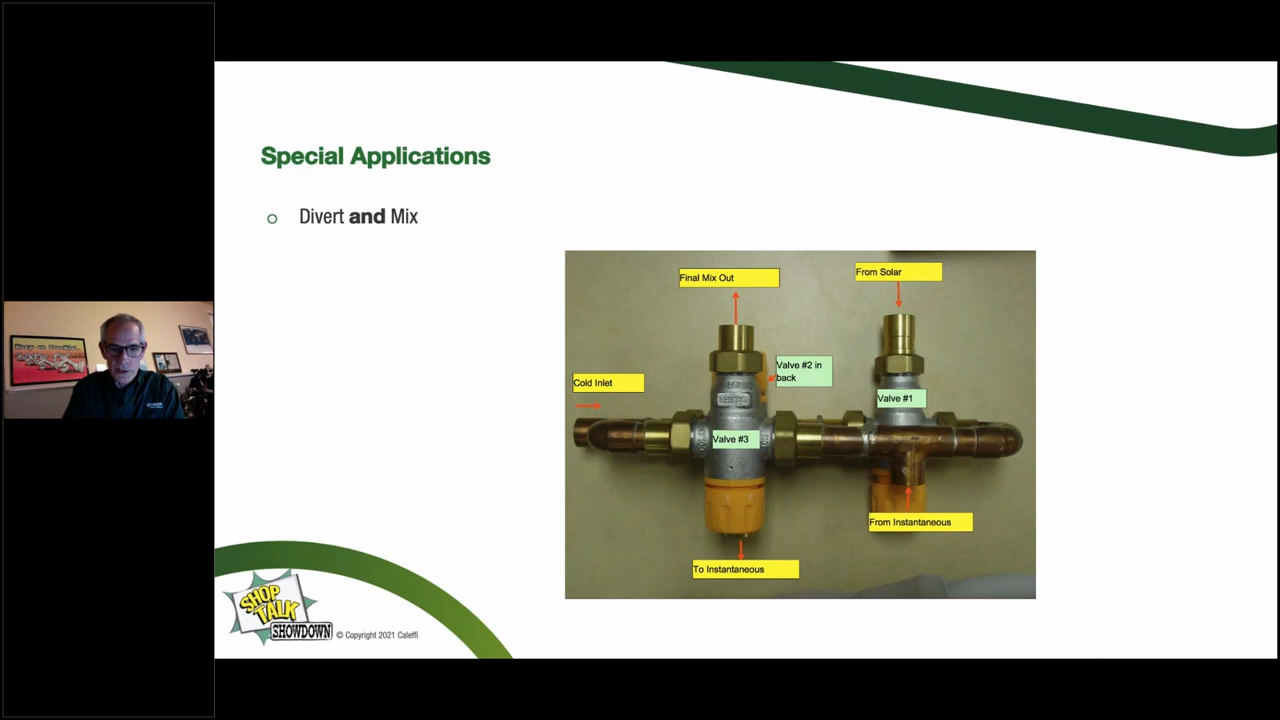 Special Applications
Divert and Mix
Final Mix Out
From Solar
Valve #2 in
back
Cold Inlet
Valve #1
Valve #3
From Instantaneous
To Instantaneous
SHOP
TALK
SHOWDOWN
© Copyright 2021 Caleffi